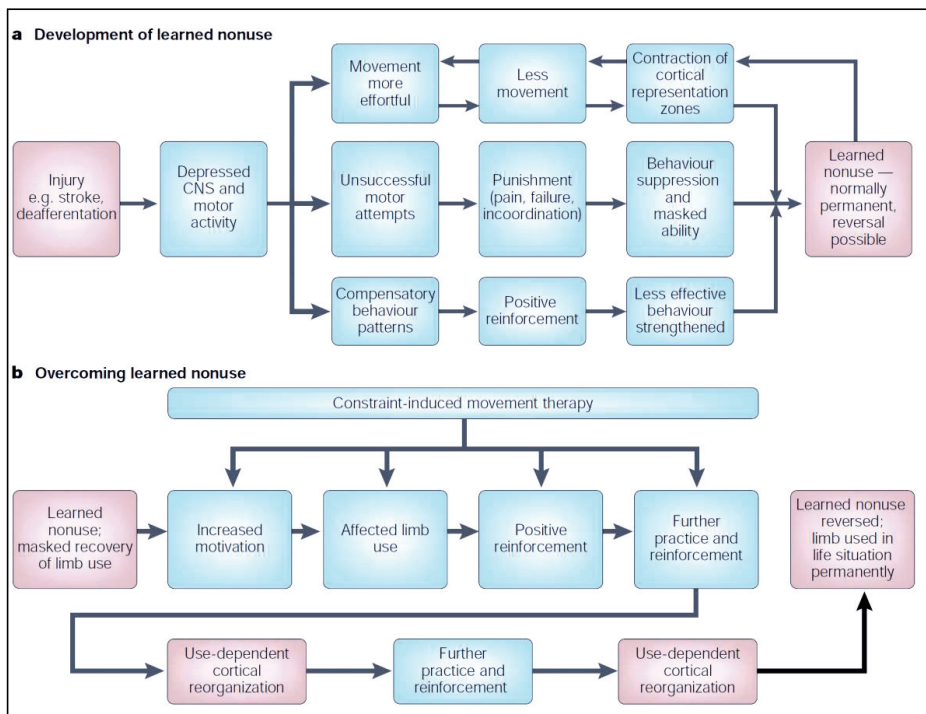 a Development of learned nonuse
Movement
more
effortful
Less
movement
Contraction of
cortical
representation
zones
Injury
e.g. stroke,
deafferentation
Depressed
CNS and
motor
activity
Unsuccessful
motor
attempts
Punishment
(pain, failure,
incoordination)
Behaviour
suppression
and
masked
ability
Learned
nonuse —
normally
permanent,
reversal
possible
Compensatory
behaviour
patterns
Positive
reinforcement
Less effective
behaviour
strengthened
b Overcoming learned nonuse
Constraint-induced movement therapy
Learned
nonuse;
masked recovery
of limb use
Increased
motivation
Affected limb
use
Positive
reinforcement
Further
practice and
reinforcement
Learned nonuse
reversed;
limb used in
life situation
permanently
Use-dependent
cortical
reorganization
Further
practice and
reinforcement
Use-dependent
cortical
reorganization